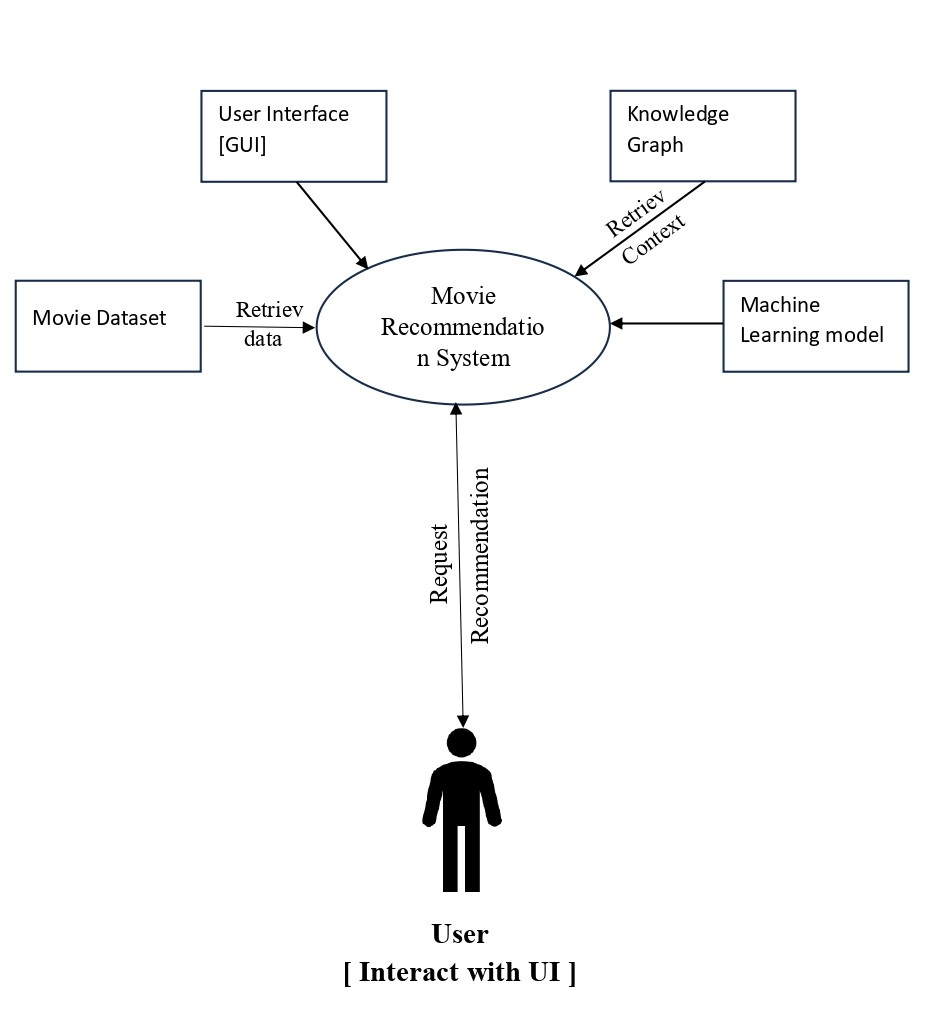 User Interface
[GUI]
Knowledge
Graph
Retriev
Context
Movie Dataset
Retriev
data
Movie
Recommendatio
n System
Machine
Learning model
Request
Recommendation
User
[ Interact with UI ]